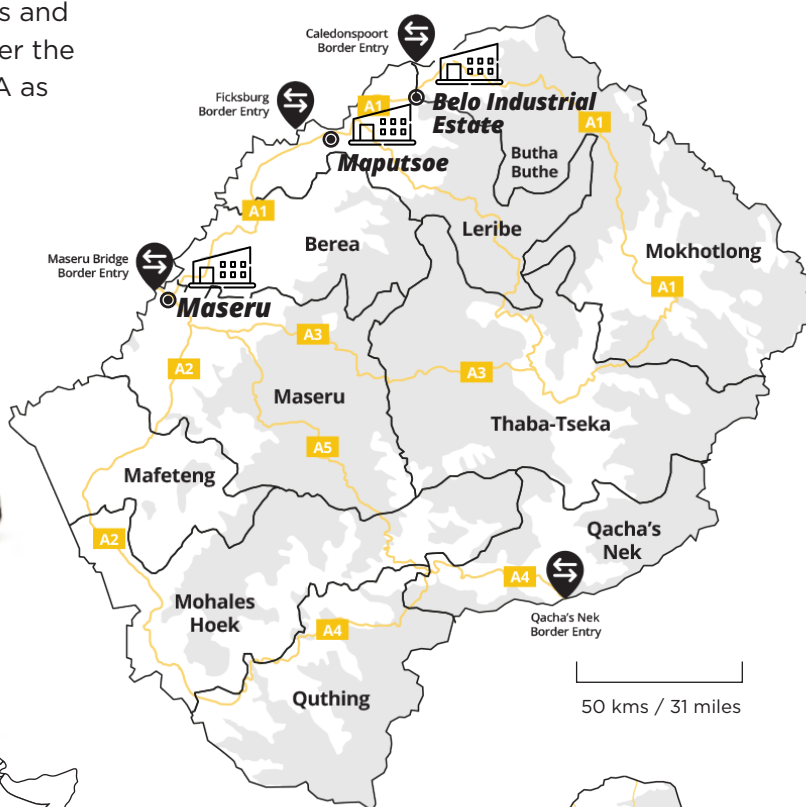 s and
er the
A as
Caledonspoort
Border Entry
Ficksburg
Border Entry
A1
Belo Industrial
Estate
A1
Maputsoe
Butha
Buthe
A1
Leribe
Berea
Mokhotlong
Maseru Bridge
Border Entry
A1
Maseru
A3
A2
A3
Maseru
Thaba-Tseka
A5
Mafeteng
Qacha’s
Nek
A2
A4
Mohales
Hoek
Qacha’s Nek
Border Entry
A4
Quthing
50 kms / 31 miles